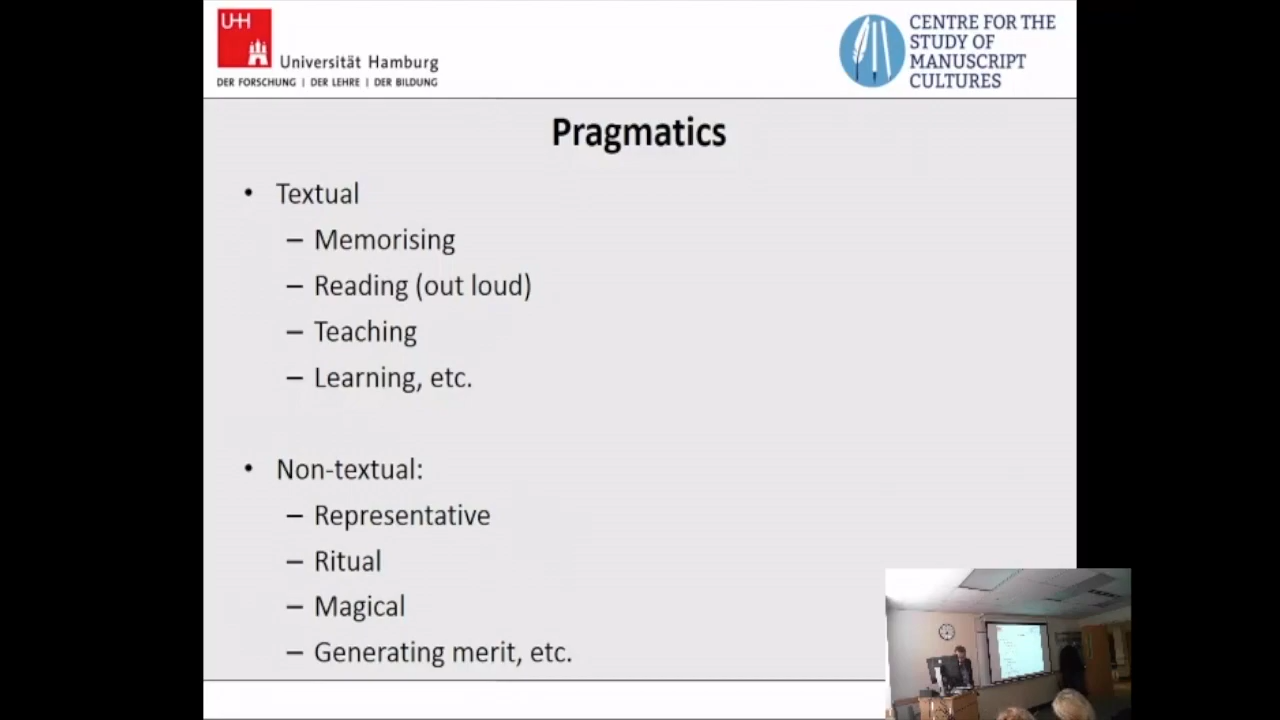 UHH
Universität Hamburg
DER FORSCHUNG | DER LEHRE | DER BILDUNG
CENTRE FOR THE
STUDY OF
MANUSCRIPT
CULTURES
Pragmatics
• Textual
– Memorising
– Reading (out loud)
– Teaching
– Learning, etc.
• Non-textual:
– Representative
– Ritual
– Magical
– Generating merit, etc.